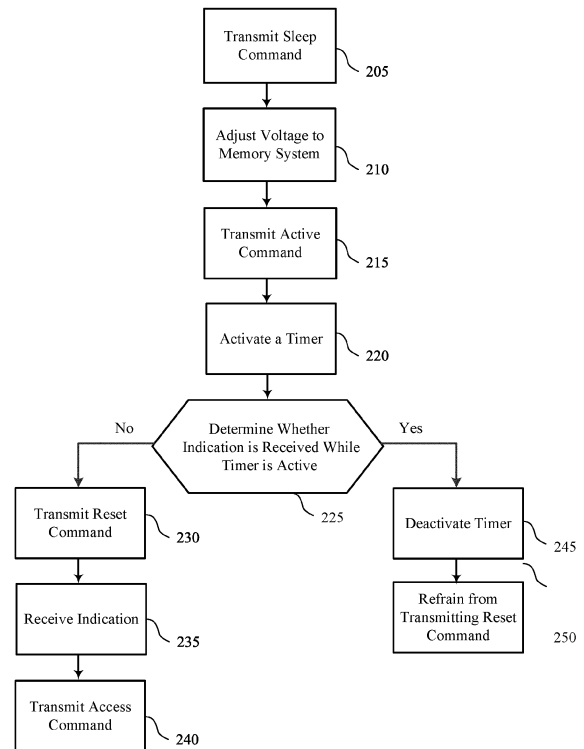 Transmit Sleep
Command
205
Adjust Voltage to
Memory System
210
Transmit Active
Command
215
Activate a Timer
220
No
Determine Whether
Indication is Received While
Timer is Active
Yes
225
Transmit Reset
Command
230
Receive Indication
235
Transmit Access
Command
240
Deactivate Timer
245
Refrain from
Transmitting Reset
Command
250